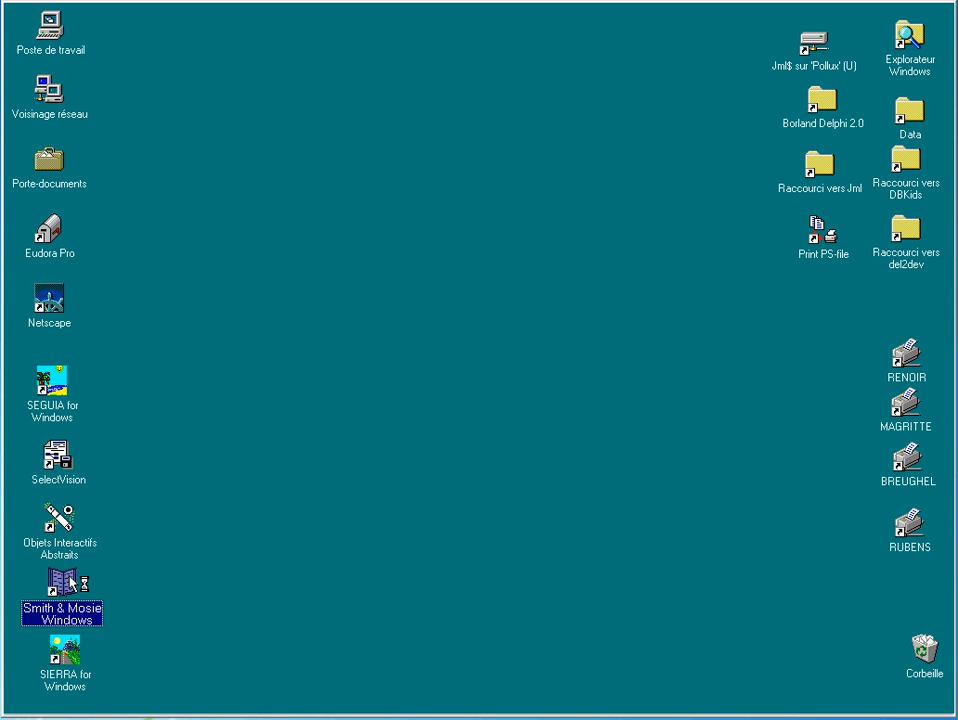 Poste de travail
Voisinage réseau
Porte-documents
Eudora Pro
Netscape
SEGUIA for
Windows
SelectVision
Objets Interactifs
Abstraits
Smith & Mosie
Windows
SIERRA for
Windows
Jml$ sur 'Pollux' (U)
Borland Delphi 2.0
Raccourci vers Jml
Print PS-file
Explorateur
Windows
Data
Raccourci vers
DBKids
Raccourci vers
del2dev
RENOIR
MAGRITTE
BREUGHEL
RUBENS
Corbeille